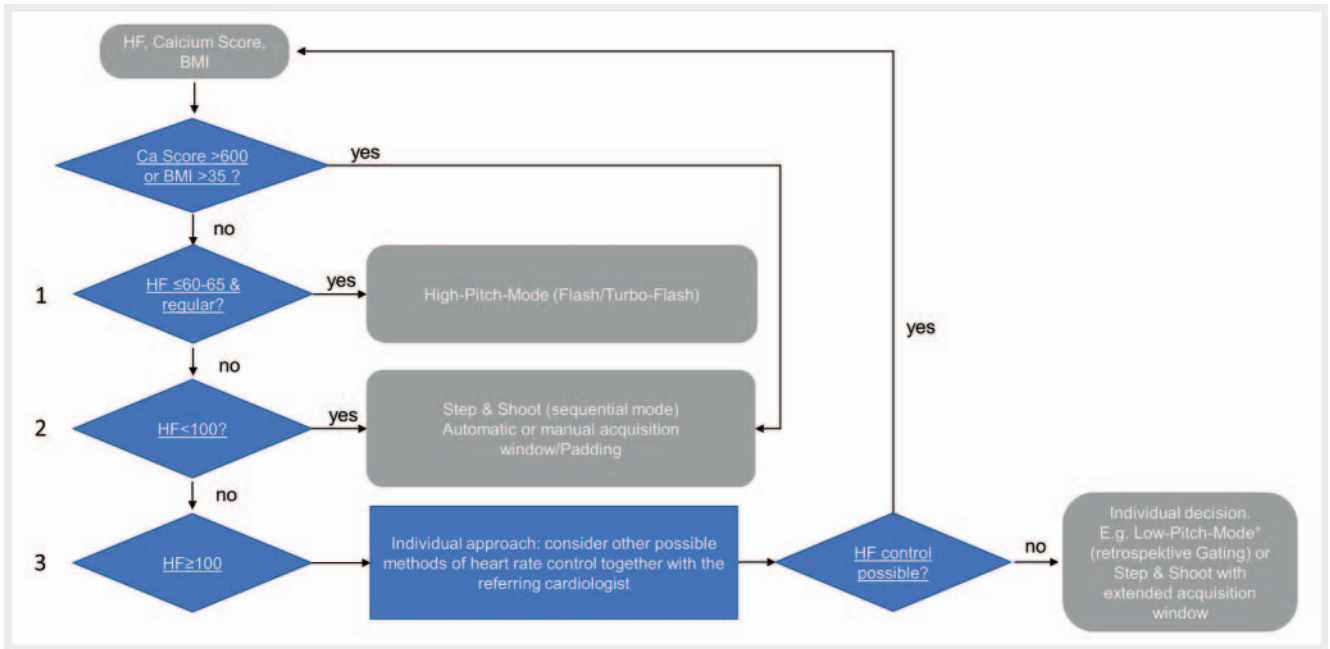 HF, Calcium Score,
BMI
Ca Score >600
or BMI >35 ?
yes
no
1
HF ≤60-65 &
regular?
yes
High-Pitch-Mode (Flash/Turbo-Flash)
yes
no
2
HF<100?
yes
Step & Shoot (sequential mode)
Automatic or manual acquisition
window/Padding
no
3
HF≥100
Individual approach: consider other possible
methods of heart rate control together with the
referring cardiologist
HF control
possible?
no
Individual decision.
E.g. Low-Pitch-Mode*
(retrospektive Gating) or
Step & Shoot with
extended acquisition
window